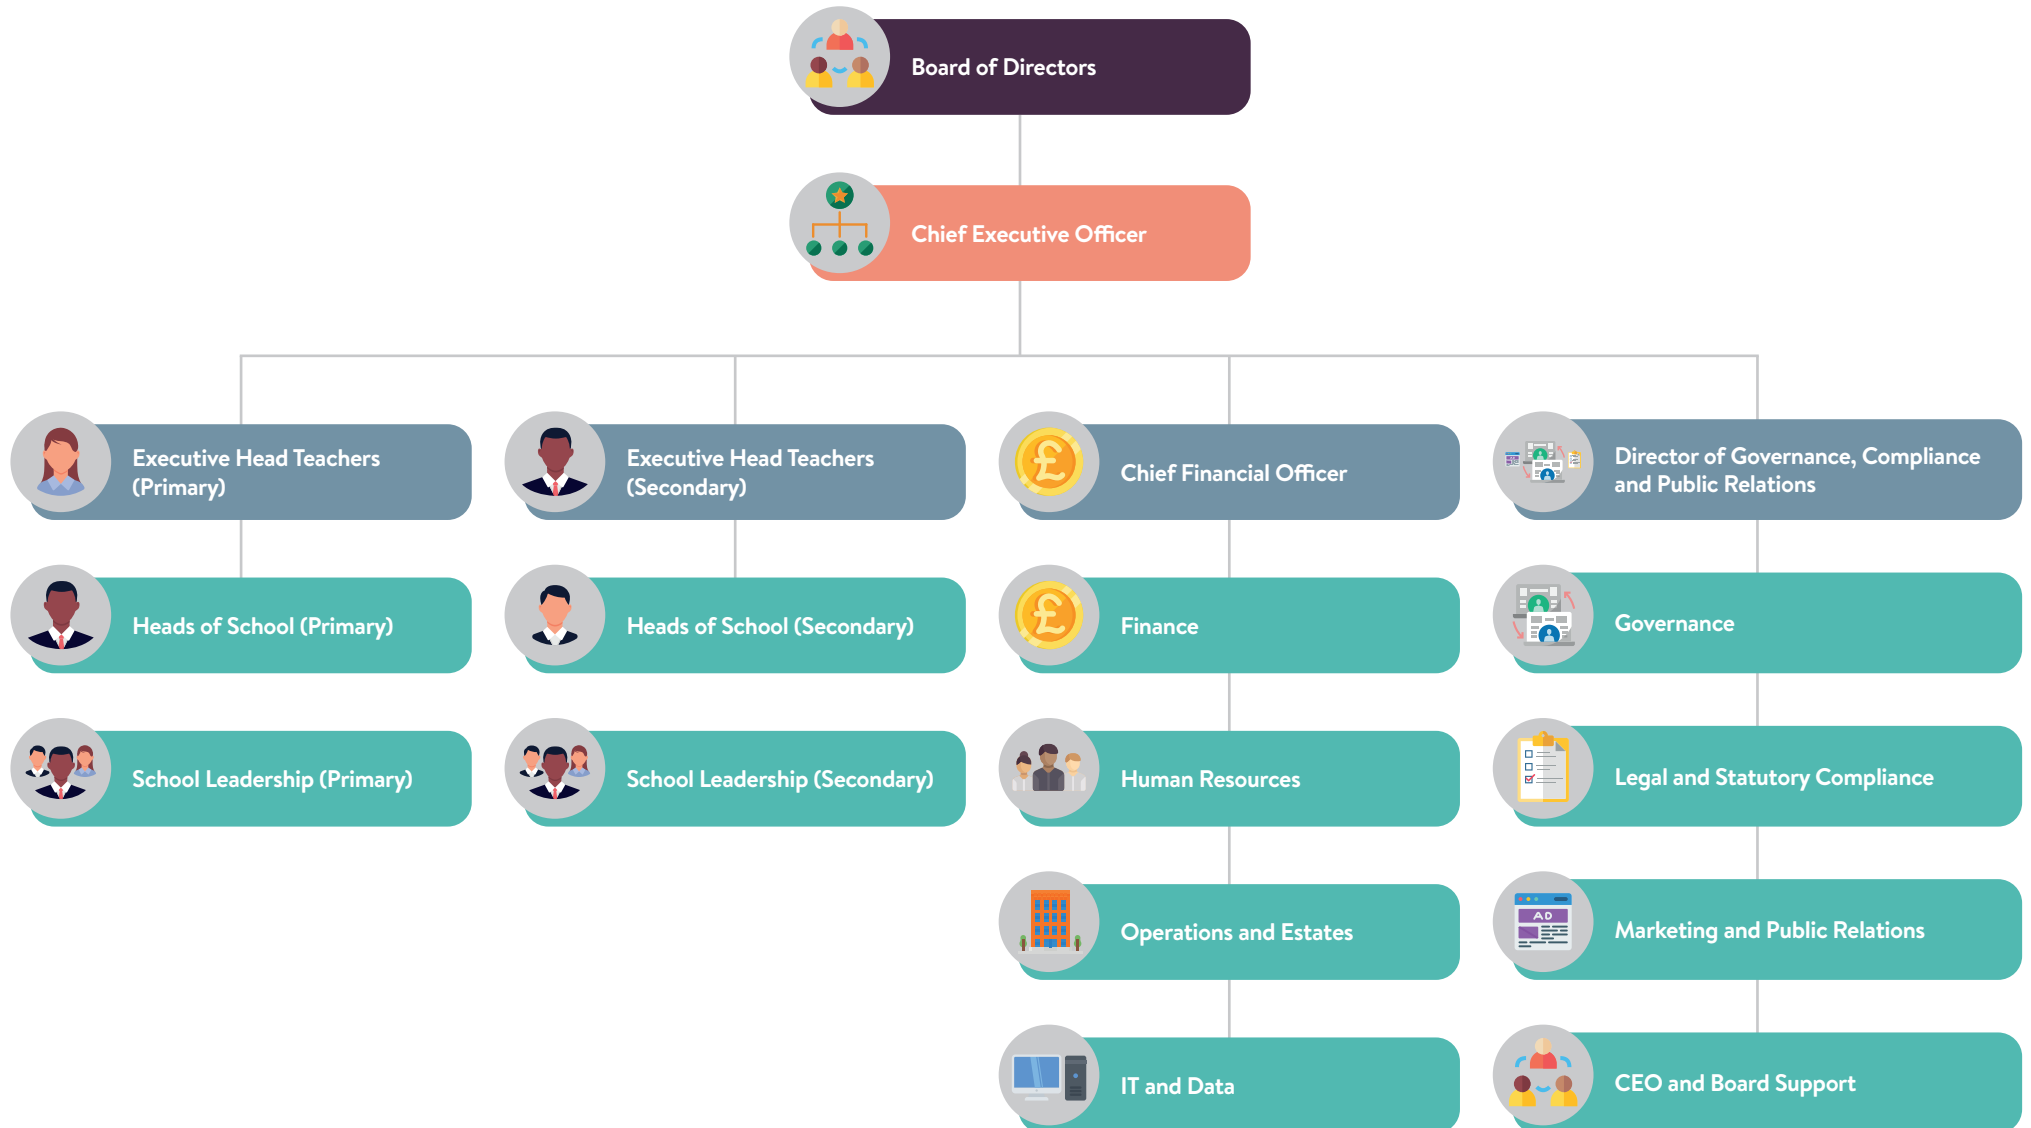 Board of Directors
Chief Executive Officer
Executive Head Teachers
(Primary)
Executive Head Teachers
(Secondary)
Chief Financial Officer
Director of Governance, Compliance
and Public Relations
Heads of School (Primary)
Heads of School (Secondary)
Finance
Governance
School Leadership (Primary)
School Leadership (Secondary)
Human Resources
Legal and Statutory Compliance
Operations and Estates
AD
Marketing and Public Relations
IT and Data
CEO and Board Support